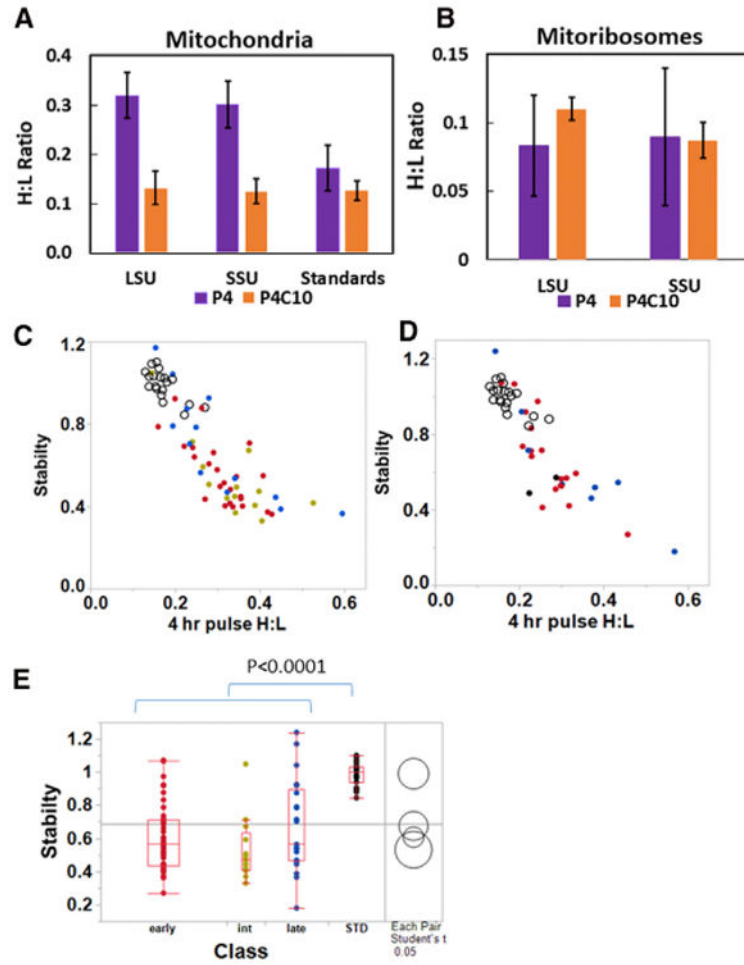 A
Mitochondria
H:L Ratio
0.4
0.3
0.2
0.1
0.0
LSU SSU Standards
P4 P4C10
B
Mitoribosomes
H:L Ratio
0.15
0.1
0.05
0
LSU SSU
P4 P4C10
C
Stabilty
1.2
0.8
0.4
0.0
0.0 0.2 0.4 0.6
4 hr pulse H:L
D
Stabilty
1.2
0.8
0.4
0.0
0.0 0.2 0.4 0.6
4 hr pulse H:L
E
P<0.0001
Stabilty
1.2
1
0.8
0.6
0.4
0.2
early int late STD
Class
Each Pair
Student's t
0.05